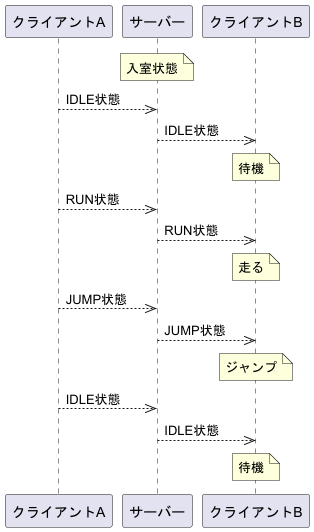 クライアントA
サーバー
クライアントB
入室状態
IDLE状態
IDLE状態
待機
RUN状態
RUN状態
走る
JUMP状態
JUMP状態
ジャンプ
IDLE状態
IDLE状態
待機
クライアントA
サーバー
クライアントB